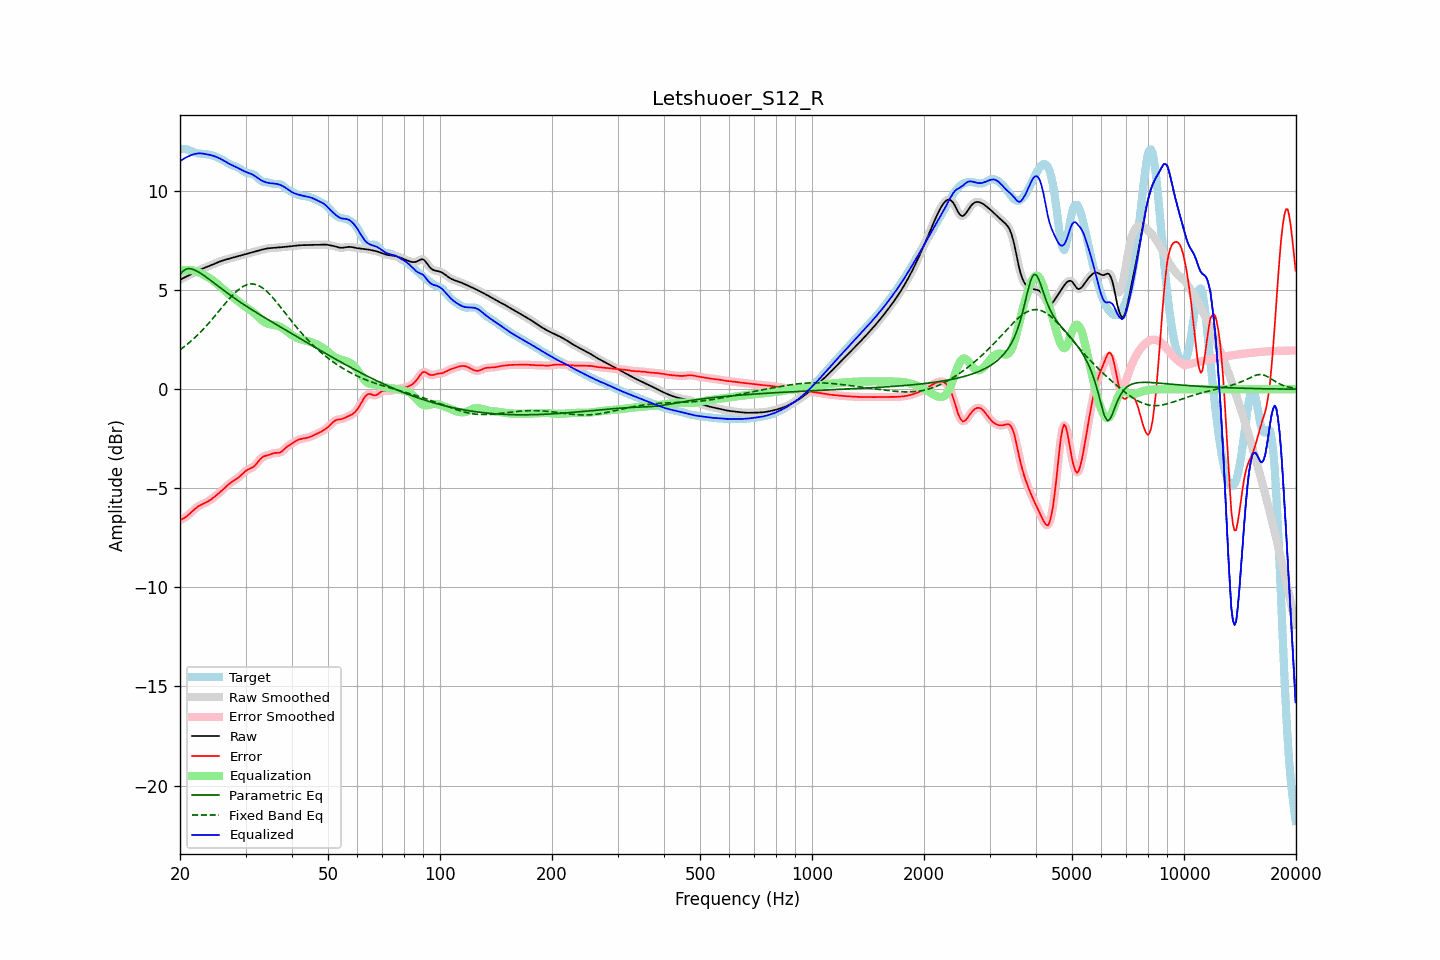 Letshuoer_S12_R
Amplitude (dBr)
10
5
0
−5
−10
−15
−20
Target
Raw Smoothed
Error Smoothed
Raw
Error
Equalization
Parametric Eq
Fixed Band Eq
Equalized
20 50 100 200 500 1000 2000 5000 10000 20000
Frequency (Hz)